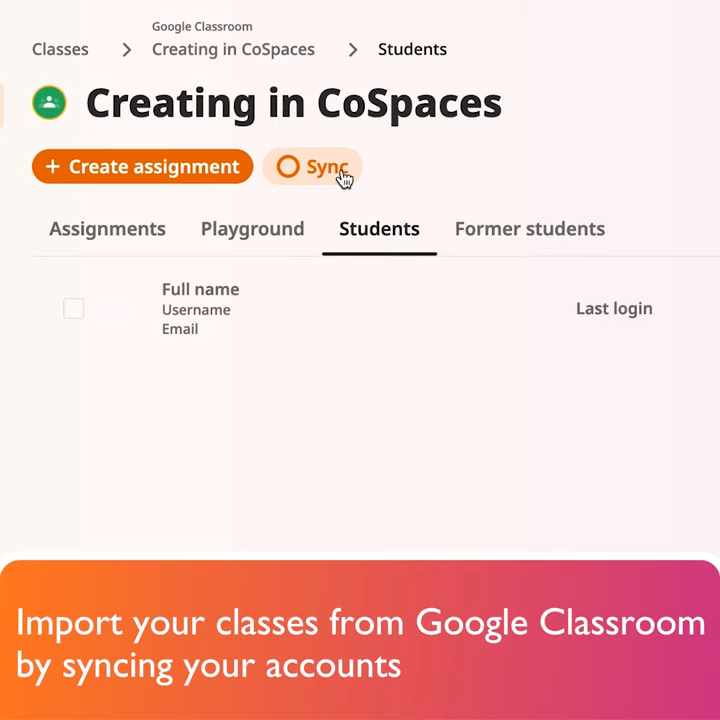 Google Classroom
Classes > Creating in CoSpaces > Students
Creating in CoSpaces
+ Create assignment Sync
Assignments Playground Students Former students
Full name
Username
Last login
Email
Import your classes from Google Classroom
by syncing your accounts